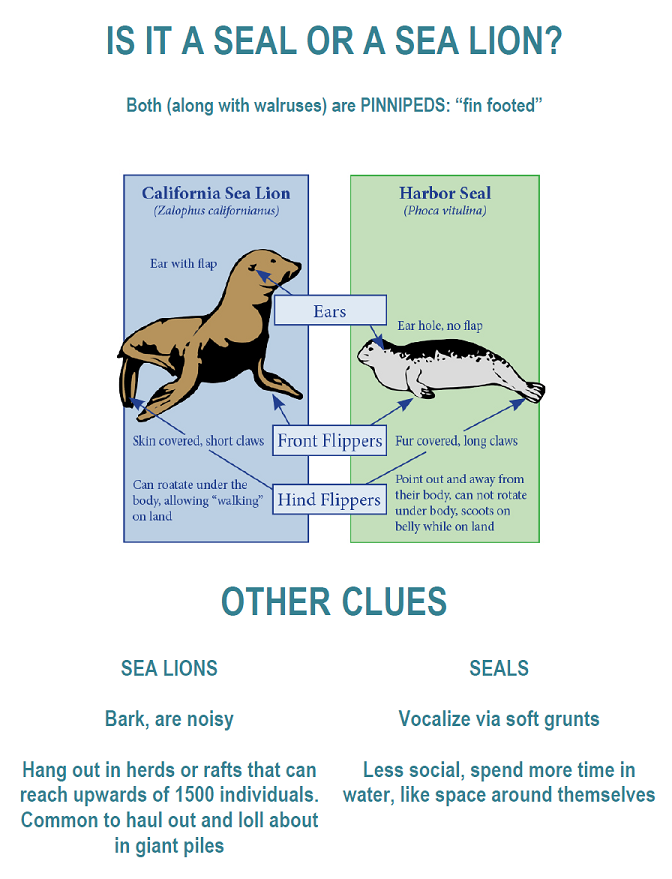 IS IT A SEAL OR A SEA LION?
Both (along with walruses) are PINNIPEDS: “fin footed”
California Sea Lion
(Zalophus californianus)
Ear with flap
Harbor Seal
(Phoca vitulina)
Ears
Ear hole, no flap
Skin covered, short claws
Front Flippers
Fur covered, long claws
Can roatate under the
body, allowing “walking”
on land
Hind Flippers
Point out and away from
their body, can not rotate
under body, scoots on
belly while on land
OTHER CLUES
SEA LIONS
Bark, are noisy
Hang out in herds or rafts that can
reach upwards of 1500 individuals.
Common to haul out and loll about
in giant piles
SEALS
Vocalize via soft grunts
Less social, spend more time in
water, like space around themselves